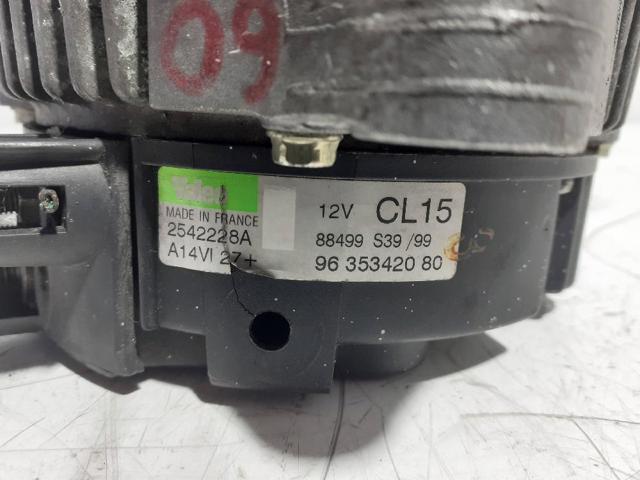 09
Valeo
MADE IN FRANCE
2542228A
A14VI 27+
12V CL15
88499 S39 /99
96 353420 80